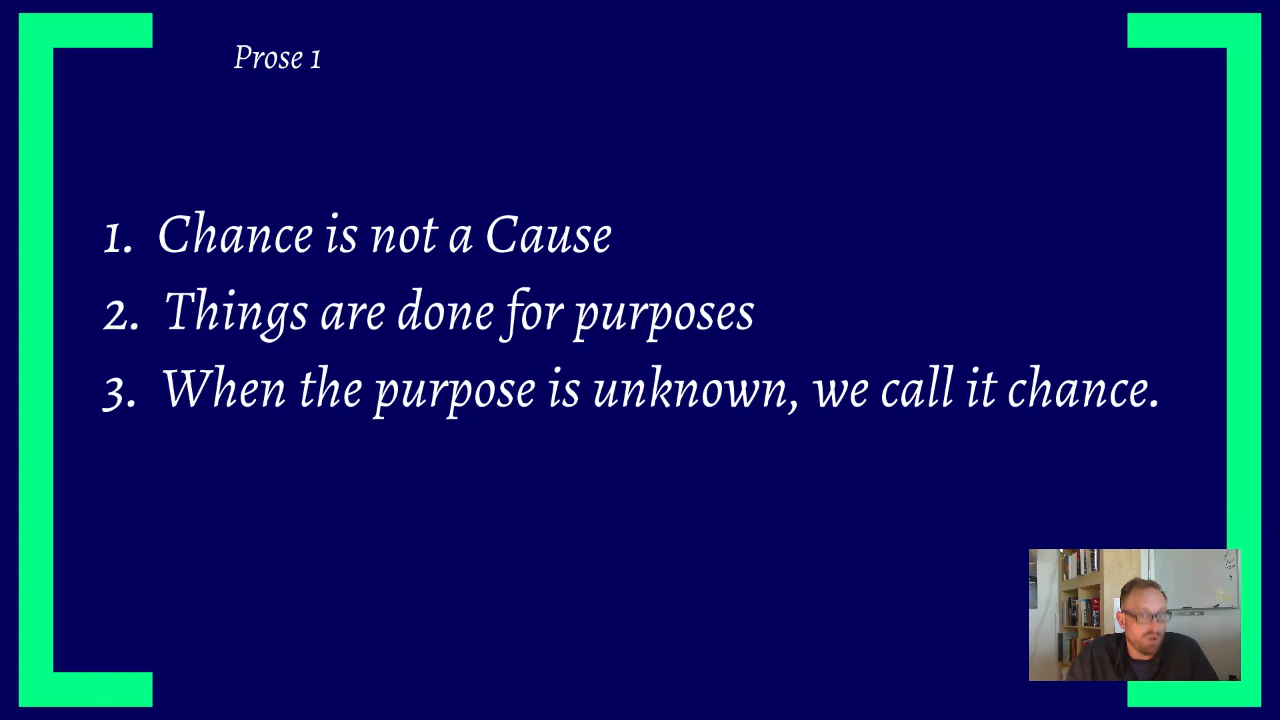 Prose 1
1. Chance is not a Cause
2. Things are done for purposes
3. When the purpose is unknown, we call it chance.